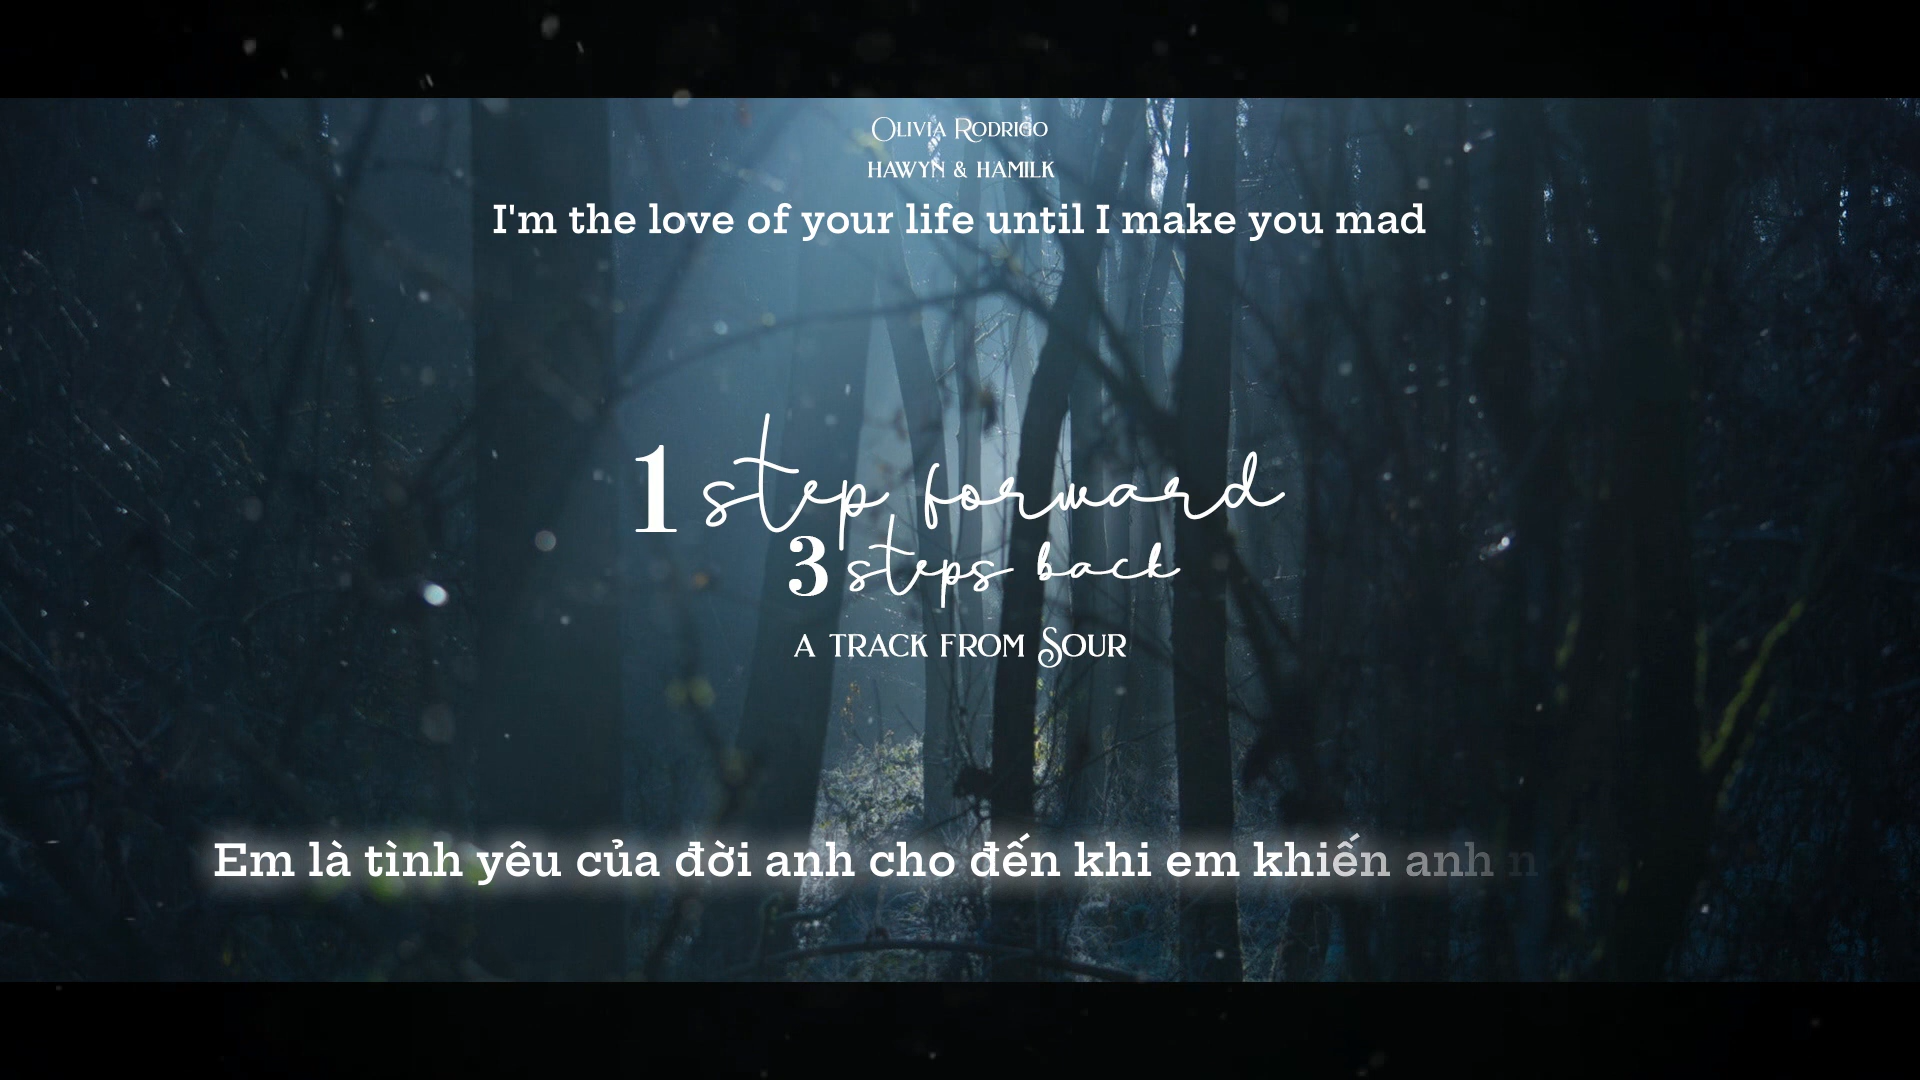 Olivia Rodrigo
HAWYN & HAMILK
I'm the love of your life until I make you mad
1 step forward
3 steps back
A TRACK FROM SOUR
Em là tình yêu của đời anh cho đến khi em khiến anh n